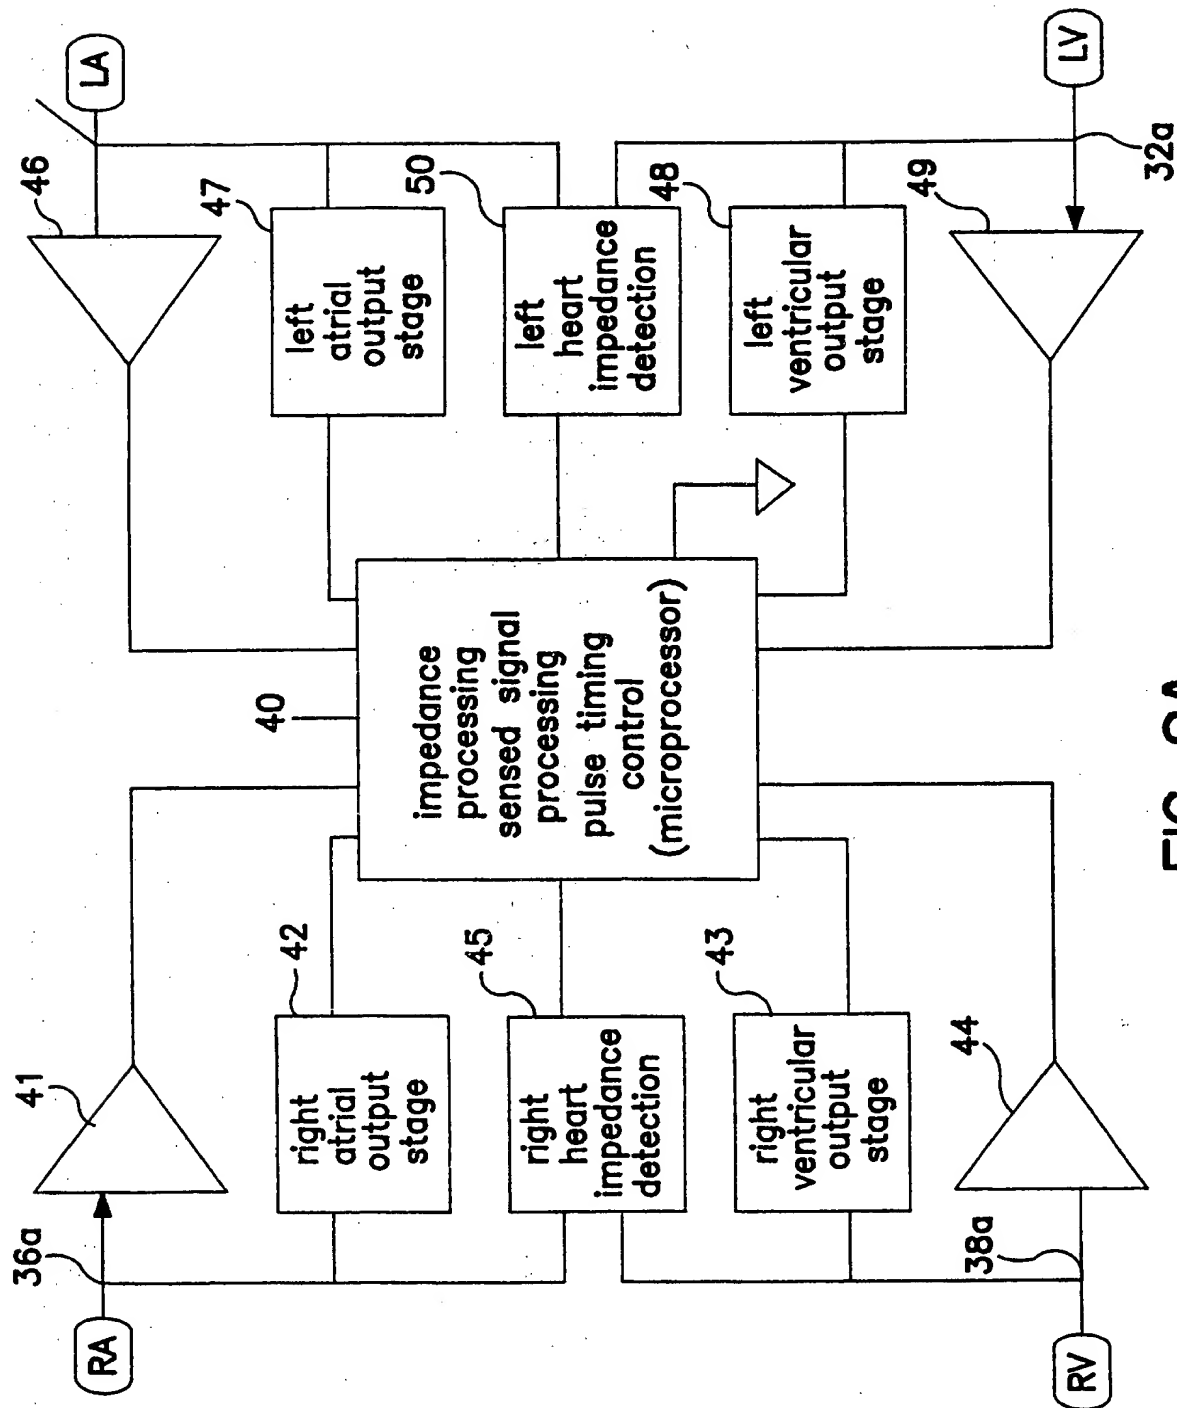 36a
41
42
RA
right
atrial
output
stage
45
right
heart
impedance
detection
43
right
ventricular
output
stage
44
38a
RV
40
impedance
processing
sensed signal
processing
pulse timing
control
(microprocessor)
46
LA
47
left
atrial
output
stage
50
left
heart
impedance
detection
48
left
ventricular
output
stage
49
LV
32a
FIG.